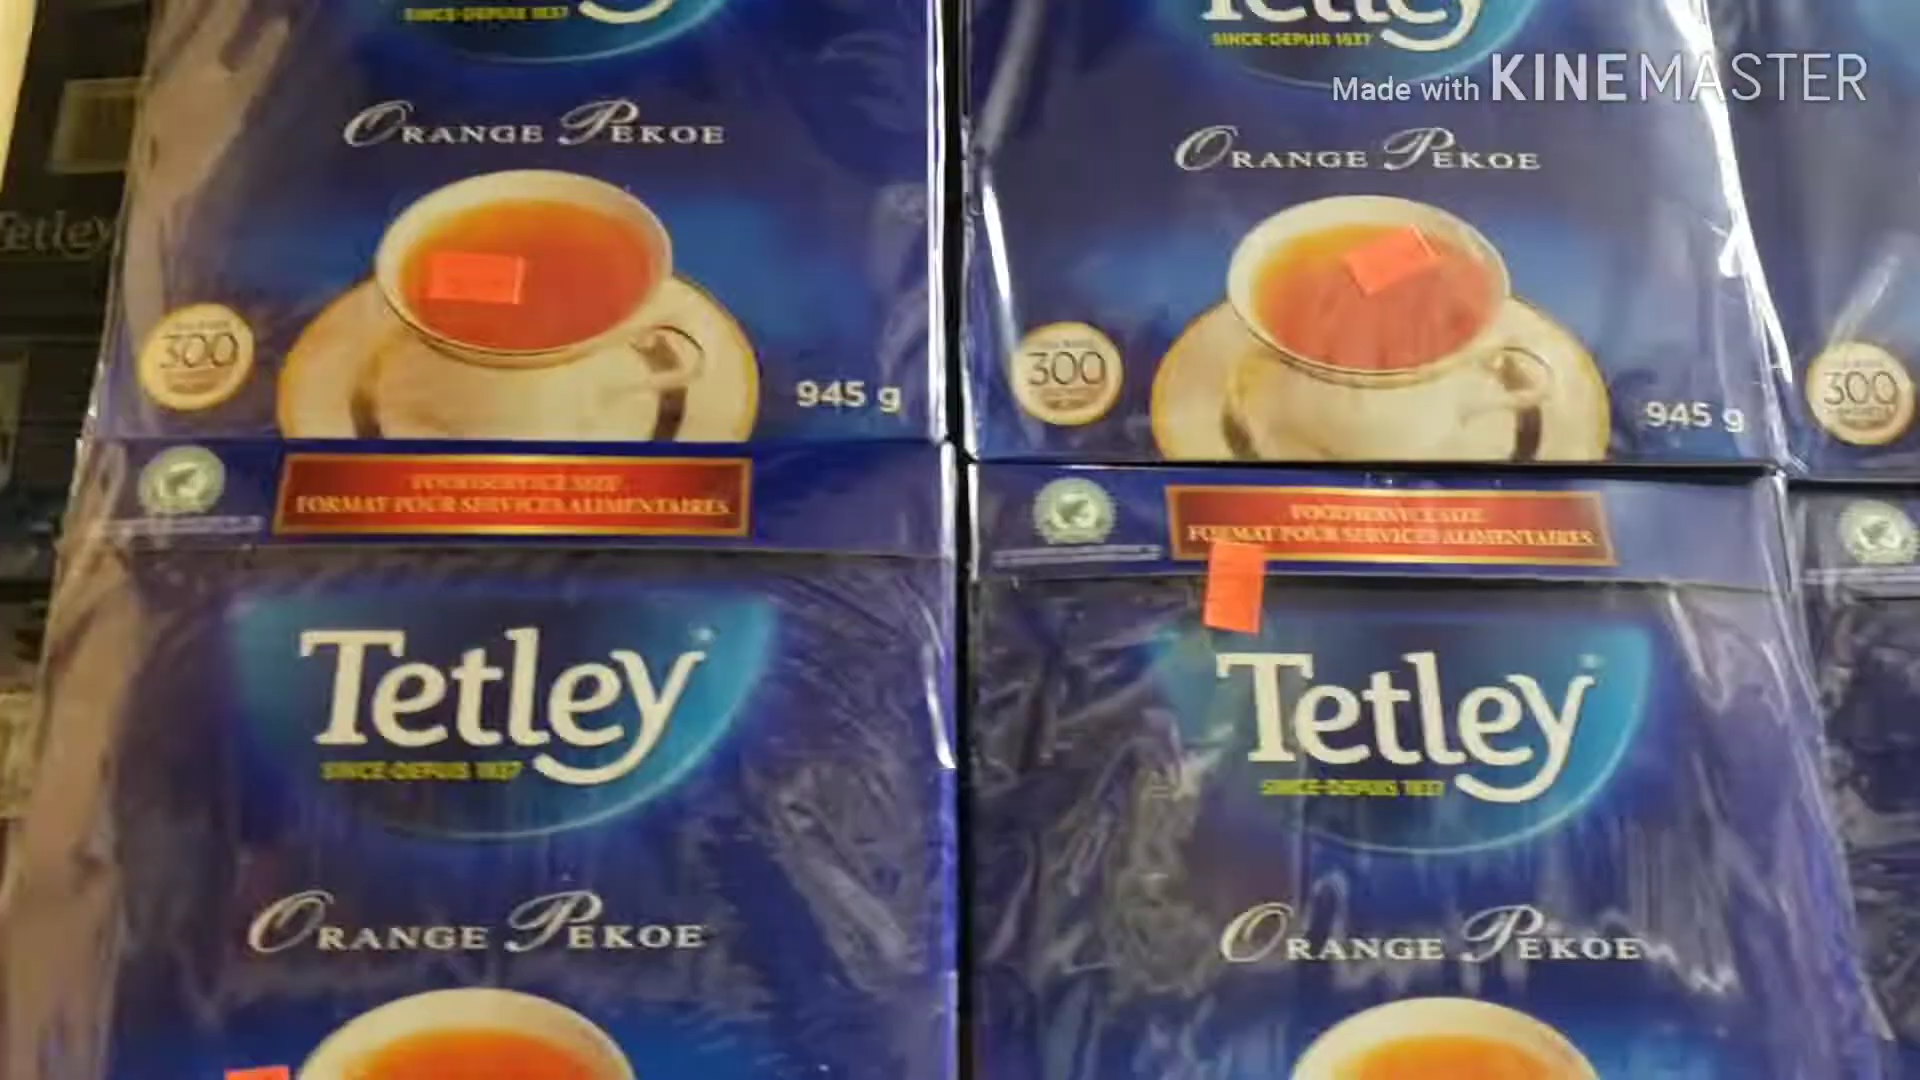 Tetley
SINCE-DEPUIS 1837
Tetley
SINCE-DEPUIS 1837
Made with KINEMASTER
ORANGE PEKOE
ORANGE PEKOE
Tetley
300
945 g
300
945 g
300
FOODSERVICE SIZE
FORMAT POUR SERVICES ALIMENTAIRES
FOODSERVICE SIZE
FORMAT POUR SERVICES ALIMENTAIRES
Tetley
SINCE-DEPUIS 1837
Tetley
SINCE-DEPUIS 1837
ORANGE PEKOE
ORANGE PEKOE